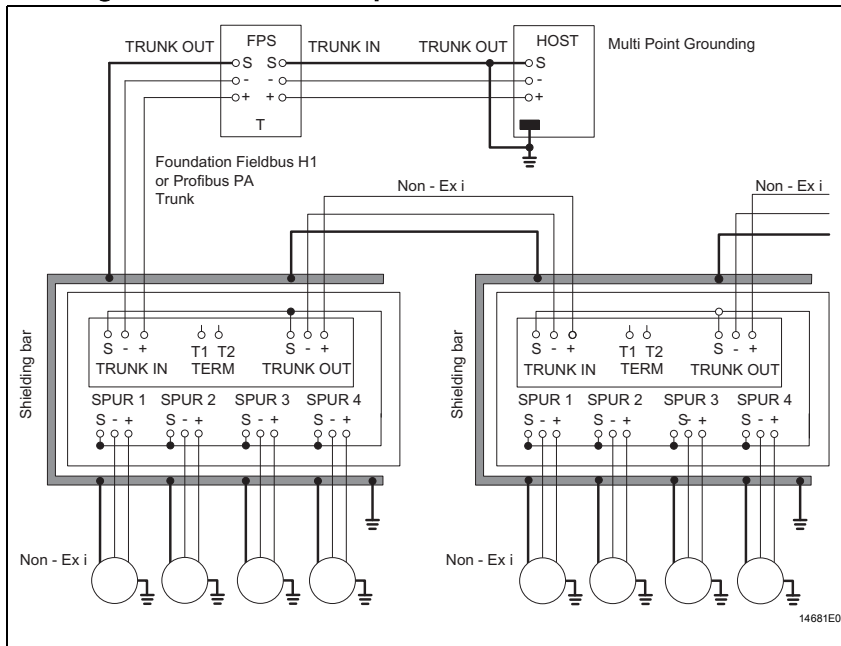 TRUNK OUT FPS TRUNK IN TRUNK OUT HOST Multi Point Grounding
S S S
- - -
+ + +
T
Foundation Fieldbus H1
or Profibus PA
Trunk
Non - Ex i Non - Ex i
Shielding bar
S - + T1 T2 S - +
TRUNK IN TERM TRUNK OUT
SPUR 1 SPUR 2 SPUR 3 SPUR 4
S - + S - + S - + S - +
Non - Ex i
Shielding bar
S - + T1 T2 S - +
TRUNK IN TERM TRUNK OUT
SPUR 1 SPUR 2 SPUR 3 SPUR 4
S - + S - + S - + S - +
Non - Ex i
14681E0